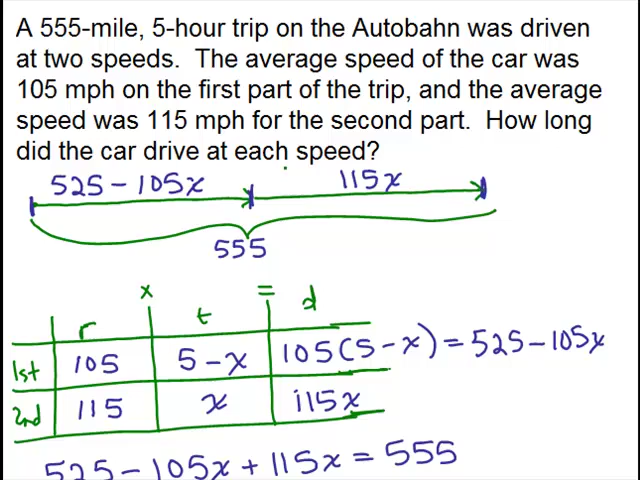 A 555-mile, 5-hour trip on the Autobahn was driven
at two speeds. The average speed of the car was
105 mph on the first part of the trip, and the average
speed was 115 mph for the second part. How long
did the car drive at each speed?
525 - 105x 115x
555
r x t = d
1st 105 5 - x 105(5 - x) = 525 - 105x
2nd 115 x 115x
525 - 105x + 115x = 555